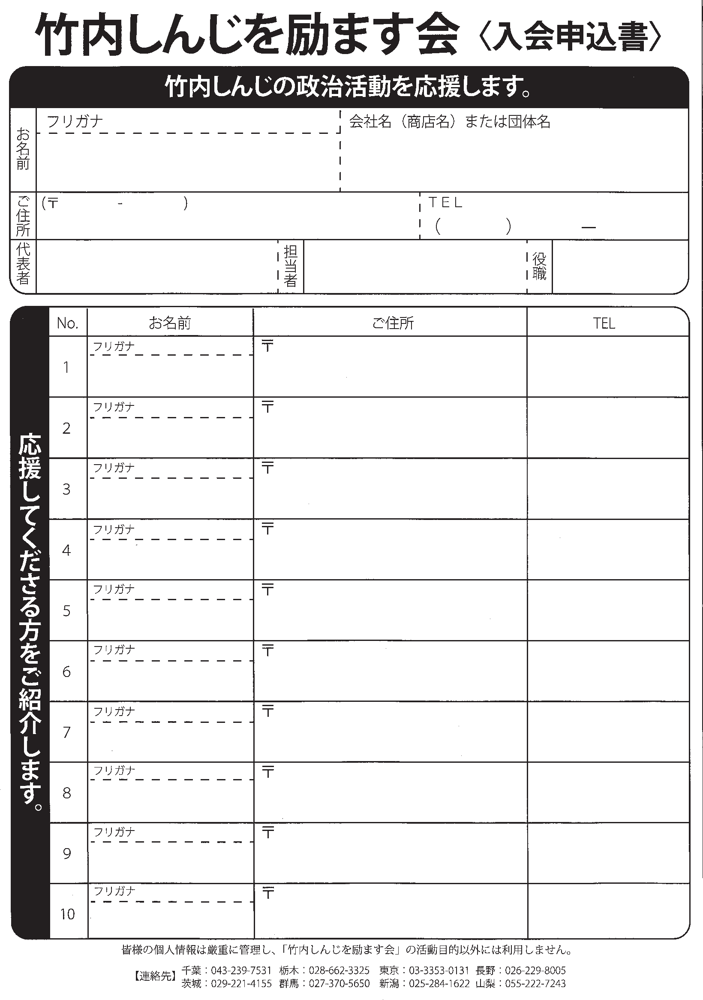 竹内しんじを励ます会〈入会申込書〉
竹内しんじの政治活動を応援します。
お名前
フリガナ
会社名（商店名）または団体名
ご住所
(〒 - )
TEL
( ) —
代表者
担当者
役職
応援してくださる方をご紹介します。
No. お名前 ご住所 TEL
1 フリガナ 〒
2 フリガナ 〒
3 フリガナ 〒
4 フリガナ 〒
5 フリガナ 〒
6 フリガナ 〒
7 フリガナ 〒
8 フリガナ 〒
9 フリガナ 〒
10 フリガナ 〒
皆様の個人情報は厳重に管理し、「竹内しんじを励ます会」の活動目的以外には利用しません。
【連絡先】
千葉：043-239-7531 栃木：028-662-3325 東京：03-3353-0131 長野：026-229-8005
茨城：029-221-4155 群馬：027-370-5650 新潟：025-284-1622 山梨：055-222-7243